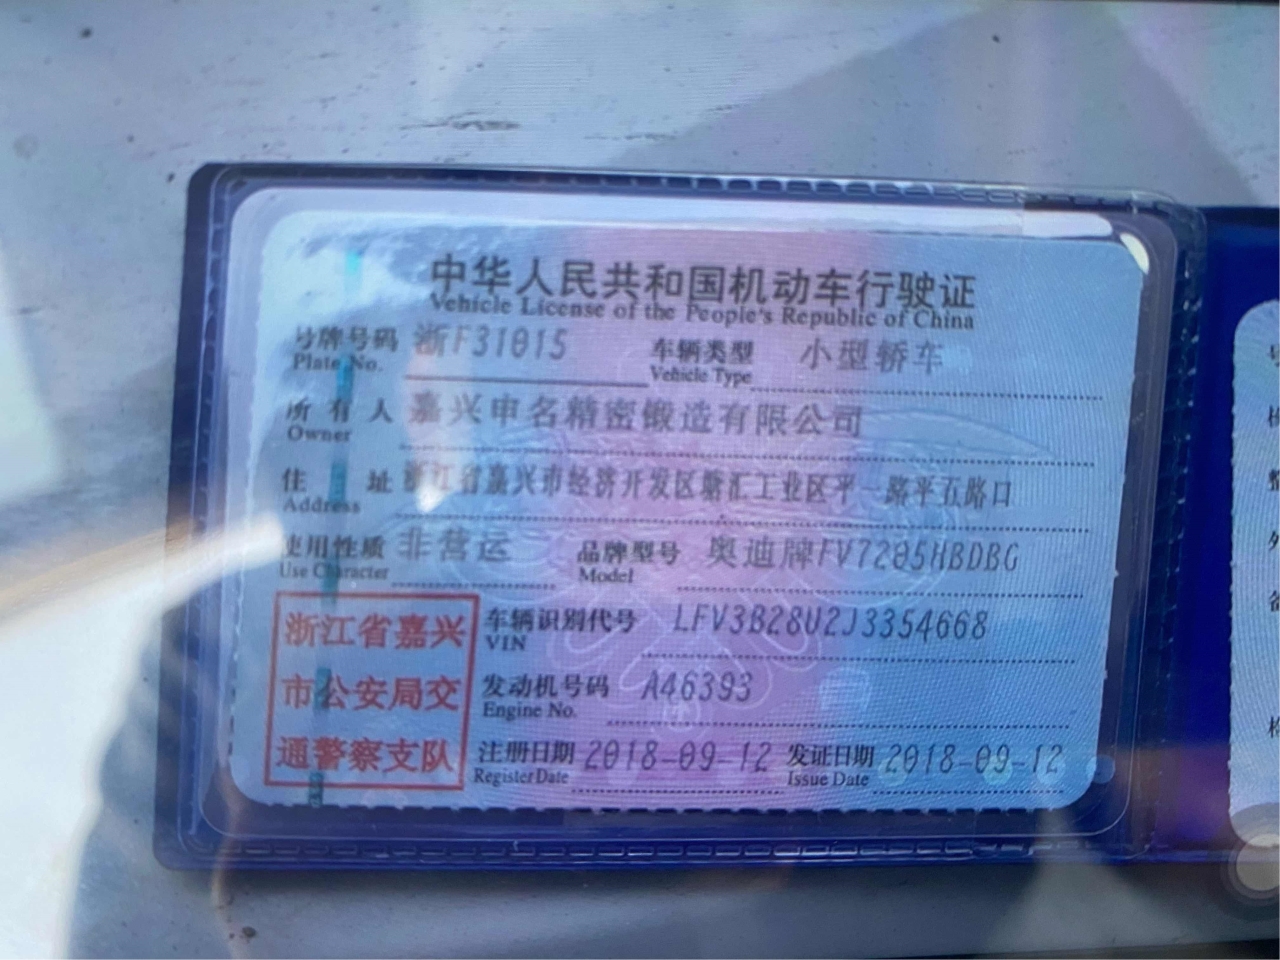 中华人民共和国机动车行驶证
Vehicle License of the People's Republic of China
号牌号码 浙F31015 车辆类型 小型轿车
Plate No. Vehicle Type
所有人 嘉兴申名精密锻造有限公司
Owner
住址 浙江省嘉兴市经济开发区塘汇工业区平一路平五路口
Address
使用性质 非营运 品牌型号 奥迪牌FV7205HBDBG
Use Character Model
浙江省嘉兴 车辆识别代号 LFV3B28U2J3354668
VIN
市公安局交 发动机号码 A46393
Engine No.
通警察支队 注册日期 2018-09-12 发证日期 2018-09-12
Register Date Issue Date